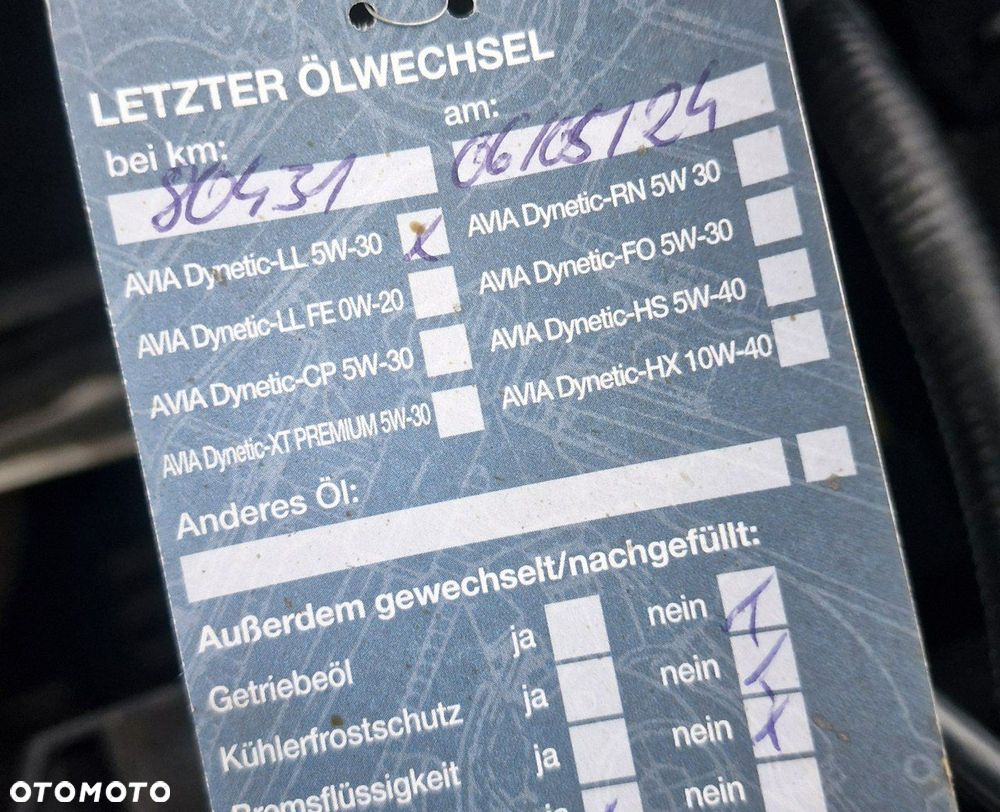 LETZTER ÖLWECHSEL
bei km: am:
80431 06/05/24
AVIA Dynetic-LL 5W-30 x AVIA Dynetic-RN 5W 30
AVIA Dynetic-LL FE 0W-20 AVIA Dynetic-FO 5W-30
AVIA Dynetic-CP 5W-30 AVIA Dynetic-HS 5W-40
AVIA Dynetic-XT PREMIUM 5W-30 AVIA Dynetic-HX 10W-40
Anderes Öl:
Außerdem gewechselt/nachgefüllt:
Getriebeöl ja nein
Kühlerfrostschutz ja nein
Bremsflüssigkeit ja nein x
ja nein
OTOMOTO